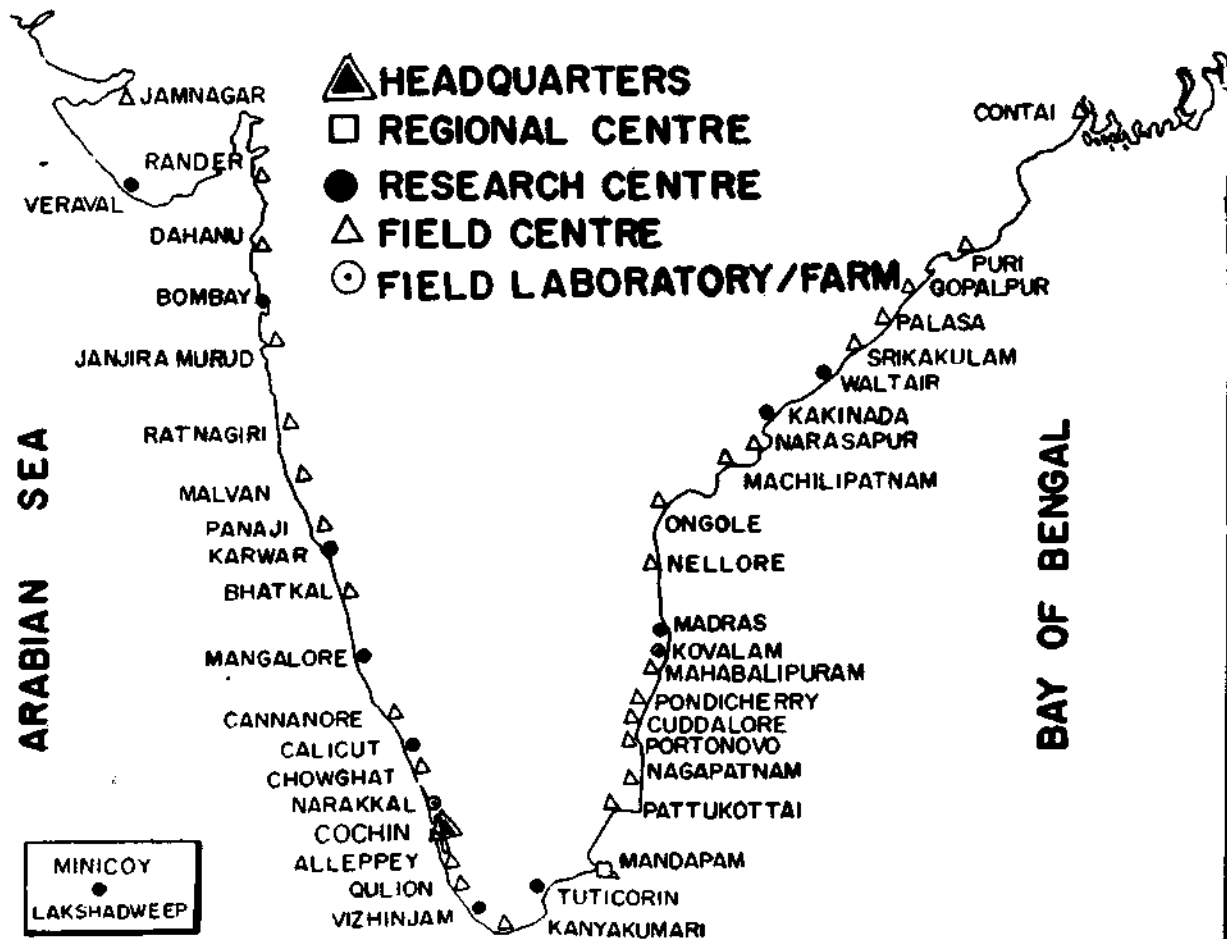 HEADQUARTERS
REGIONAL CENTRE
RESEARCH CENTRE
FIELD CENTRE
FIELD LABORATORY/FARM
JAMNAGAR
RANDER
VERAVAL
DAHANU
BOMBAY
JANJIRA MURUD
RATNAGIRI
MALVAN
PANAJI
KARWAR
BHATKAL
MANGALORE
CANNANORE
CALICUT
CHOWGHAT
NARAKKAL
COCHIN
ALLEPPEY
QULION
VIZHINJAM
KANYAKUMARI
TUTICORIN
MANDAPAM
PATTUKOTTAI
NAGAPATNAM
PORTONOVO
CUDDALORE
PONDICHERRY
MAHABALIPURAM
KOVALAM
MADRAS
NELLORE
ONGOLE
MACHILIPATNAM
NARASAPUR
KAKINADA
WALTAIR
SRIKAKULAM
PALASA
GOPALPUR
PURI
CONTAI
ARABIAN SEA
BAY OF BENGAL
MINICOY
LAKSHADWEEP